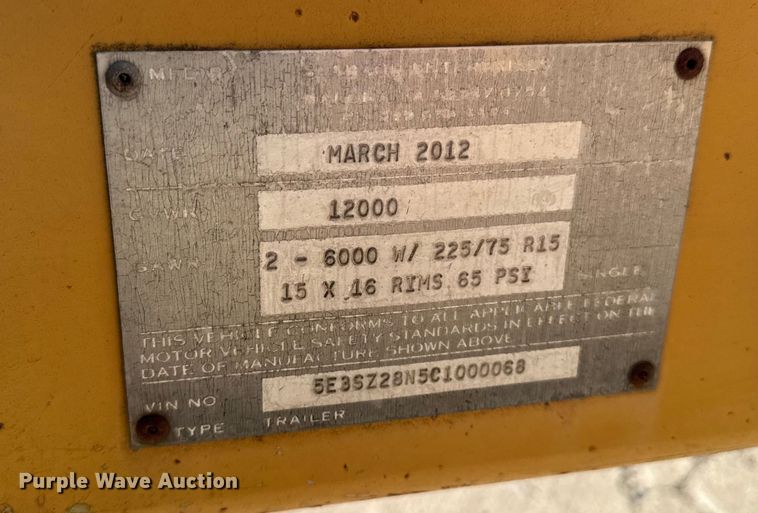 MARCH 2012
DATE
12000
GVWR
2 - 6000 W/ 225/75 R15
15 X 16 RIMS 65 PSI
GAWR
SINGLE
THIS VEHICLE CONFORMS TO ALL APPLICABLE FEDERAL
MOTOR VEHICLE SAFETY STANDARDS IN EFFECT ON THE
DATE OF MANUFACTURE SHOWN ABOVE
VIN NO 5E3SZ28N5C1000068
TYPE TRAILER
Purple Wave Auction®